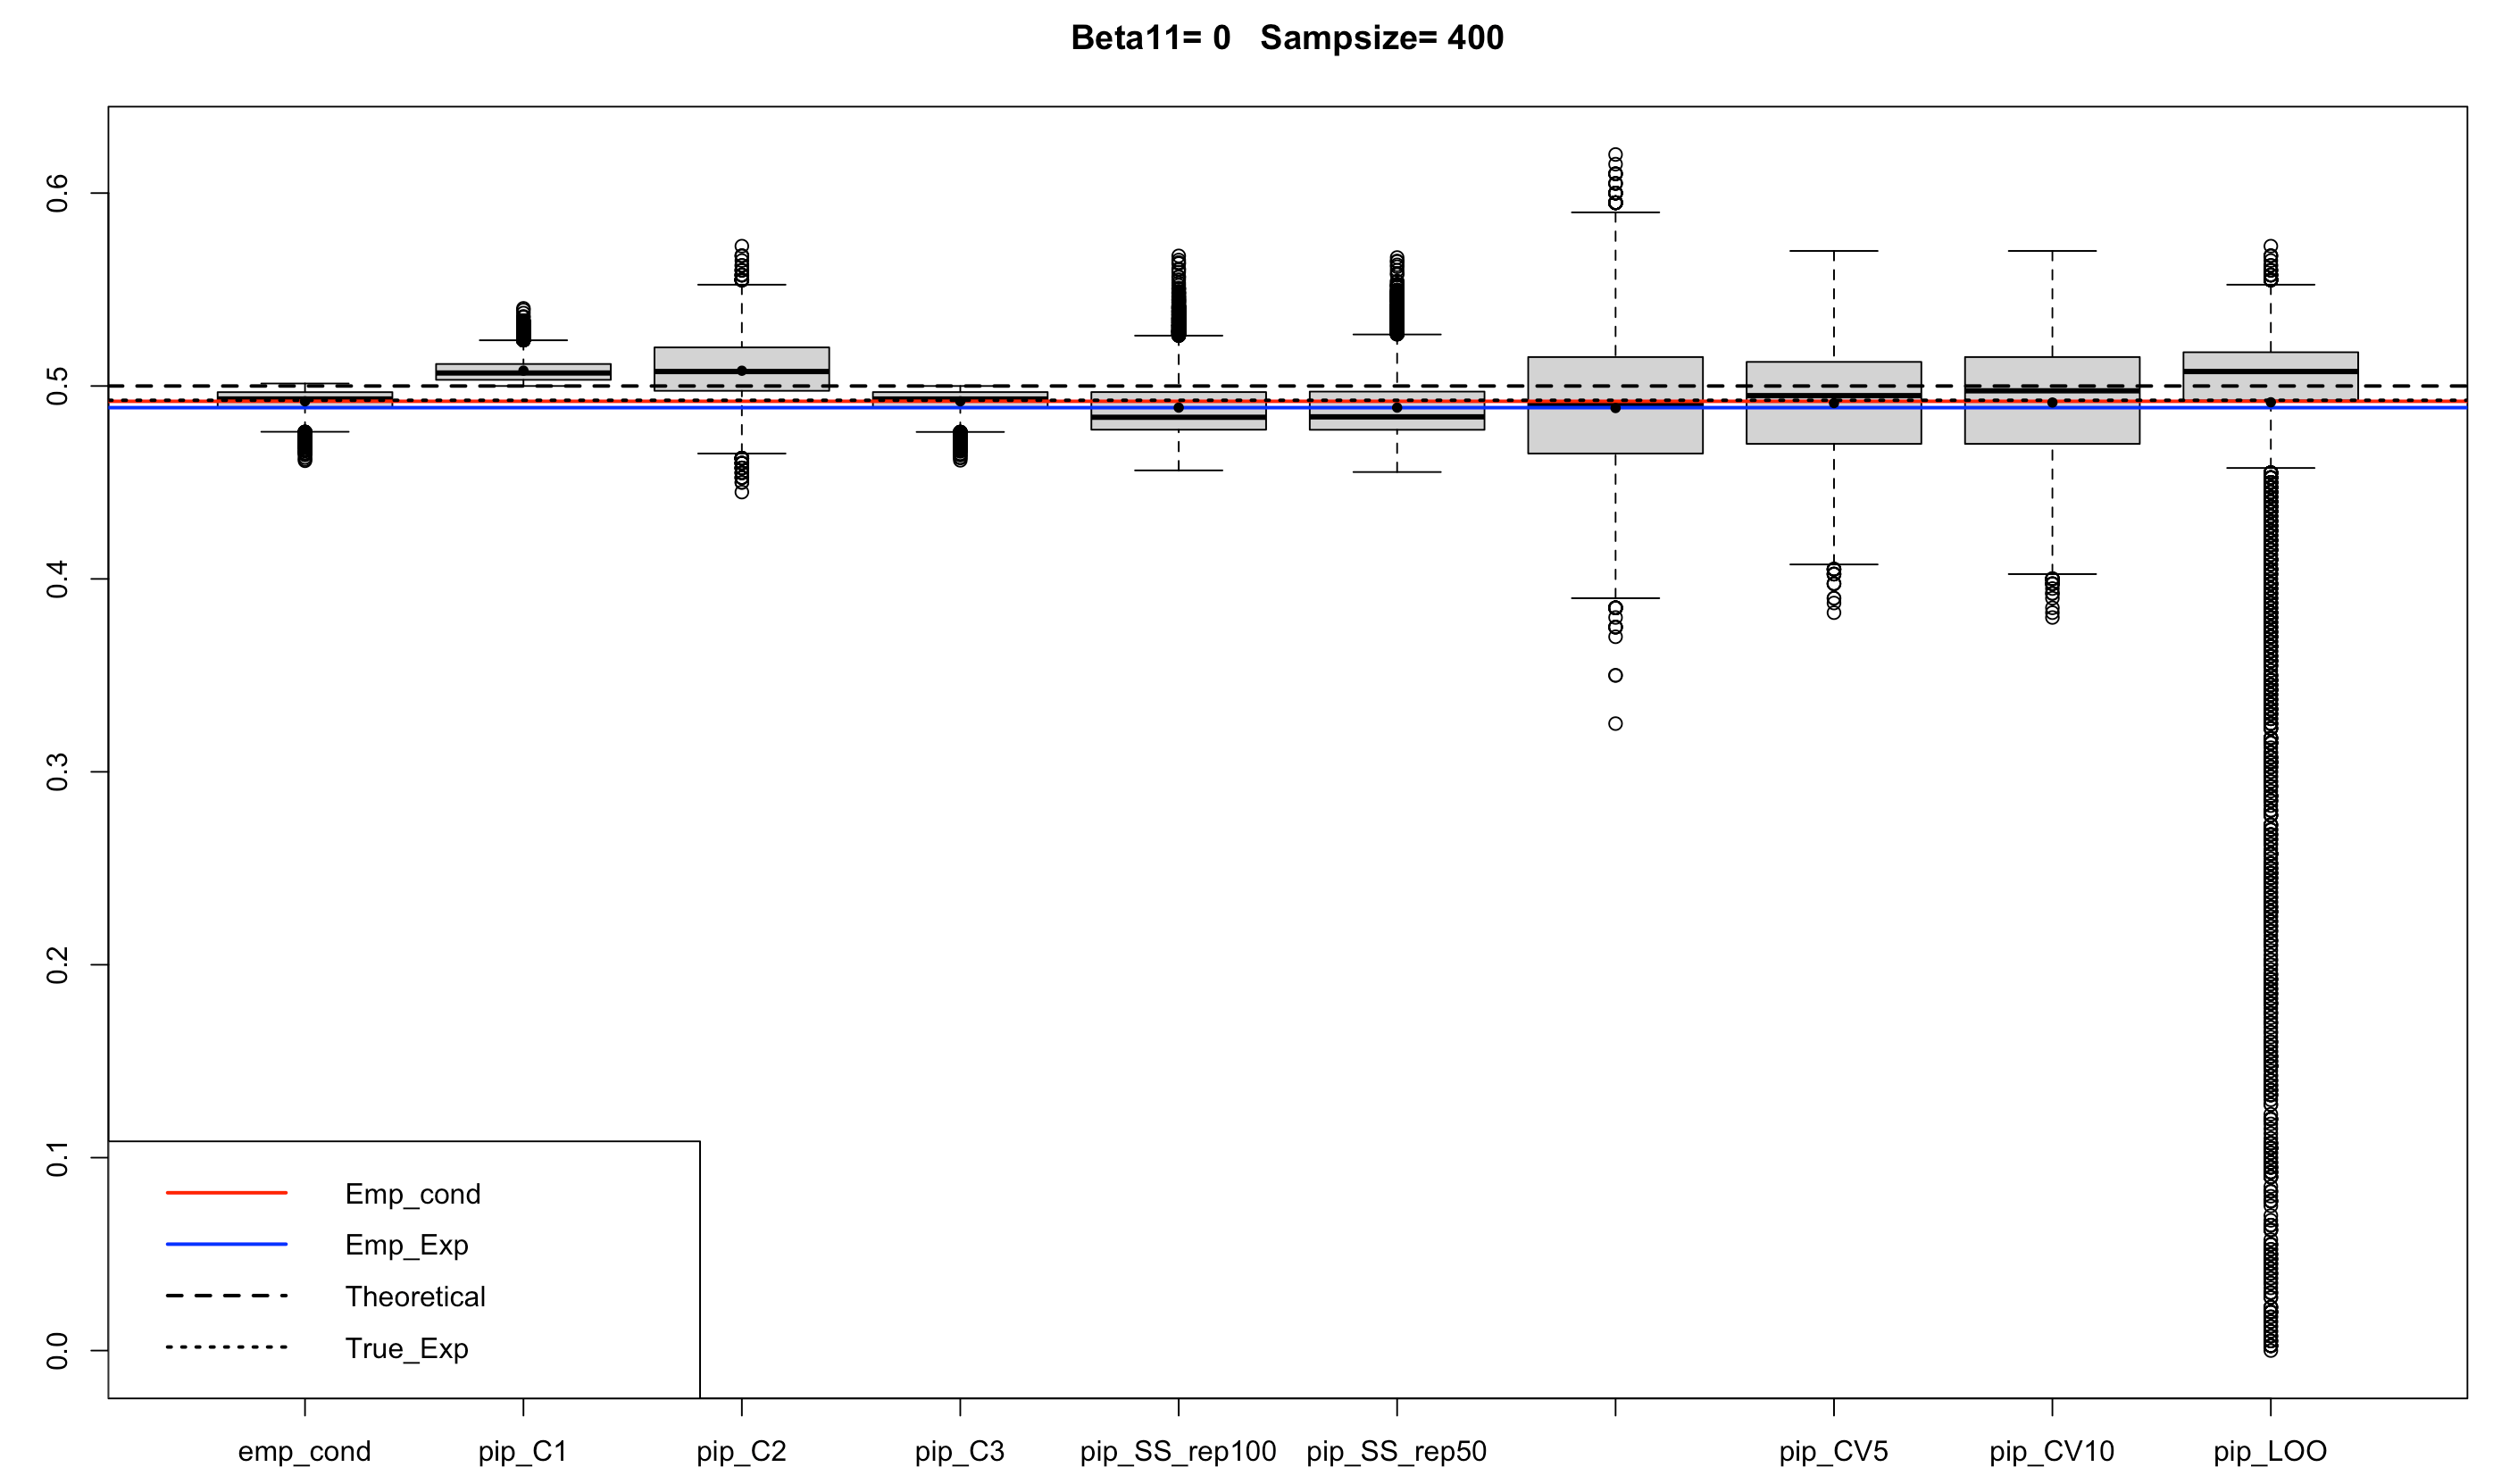 Beta11= 0   Sampsize= 400
0.6
0.5
0.4
0.3
0.2
0.1
0.0
Emp_cond
Emp_Exp
Theoretical
True_Exp
emp_cond pip_C1 pip_C2 pip_C3 pip_SS_rep100 pip_SS_rep50 pip_CV5 pip_CV10 pip_LOO